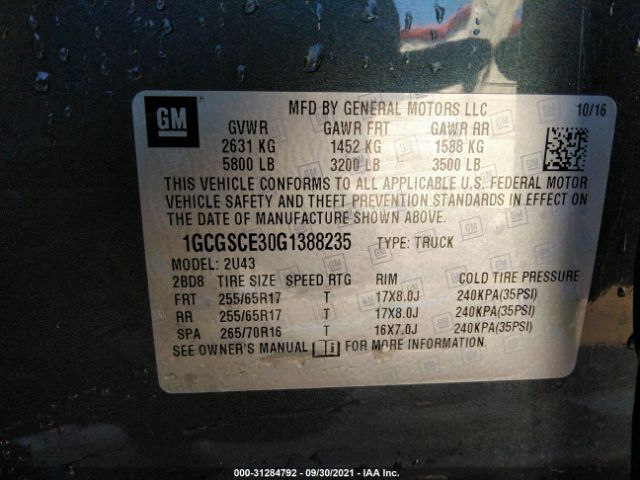 GM
MFD BY GENERAL MOTORS LLC 10/16
GVWR GAWR FRT GAWR RR
2631 KG 1452 KG 1588 KG
5800 LB 3200 LB 3500 LB
THIS VEHICLE CONFORMS TO ALL APPLICABLE U.S. FEDERAL MOTOR
VEHICLE SAFETY AND THEFT PREVENTION STANDARDS IN EFFECT ON
THE DATE OF MANUFACTURE SHOWN ABOVE.
1GCGSCE30G1388235 TYPE: TRUCK
MODEL: 2U43
2BD8 TIRE SIZE SPEED RTG RIM COLD TIRE PRESSURE
FRT 255/65R17 T 17X8.0J 240KPA(35PSI)
RR 255/65R17 T 17X8.0J 240KPA(35PSI)
SPA 265/70R16 T 16X7.0J 240KPA(35PSI)
SEE OWNER'S MANUAL FOR MORE INFORMATION.
000-31284792 - 09/30/2021 - IAA Inc.